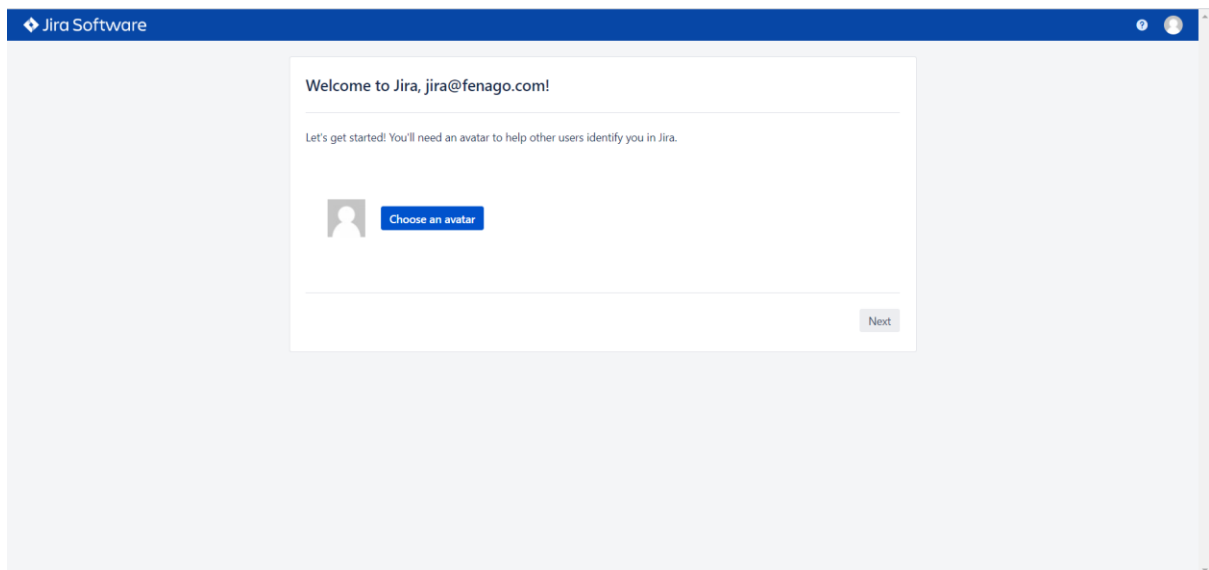 Jira Software
Welcome to Jira, jira@fenago.com!
Let's get started! You'll need an avatar to help other users identify you in Jira.
Choose an avatar
Next